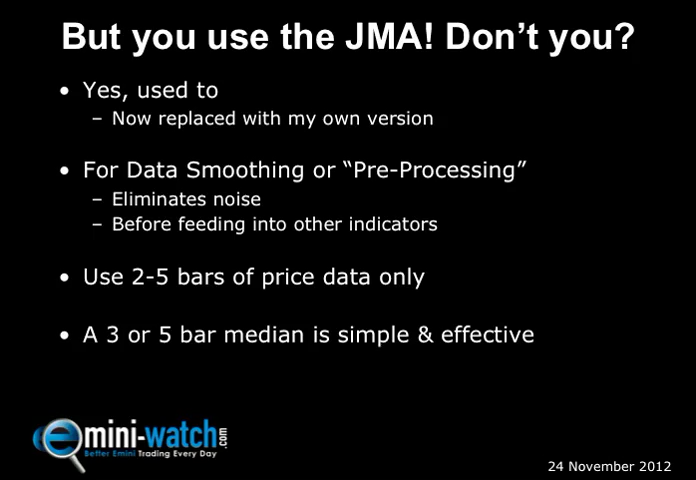 But you use the JMA! Don't you?
• Yes, used to
– Now replaced with my own version
• For Data Smoothing or “Pre-Processing”
– Eliminates noise
– Before feeding into other indicators
• Use 2-5 bars of price data only
• A 3 or 5 bar median is simple & effective
emini-watch.com
Better Emini Trading Every Day
24 November 2012